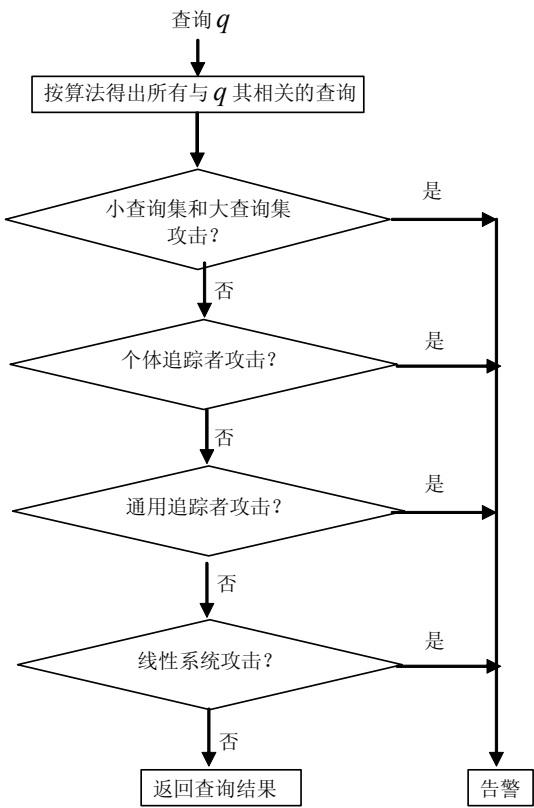 查询 q
按算法得出所有与 q 其相关的查询
小查询集和大查询集
攻击？
是
否
个体追踪者攻击？
是
否
通用追踪者攻击？
是
否
线性系统攻击？
是
否
返回查询结果
告警